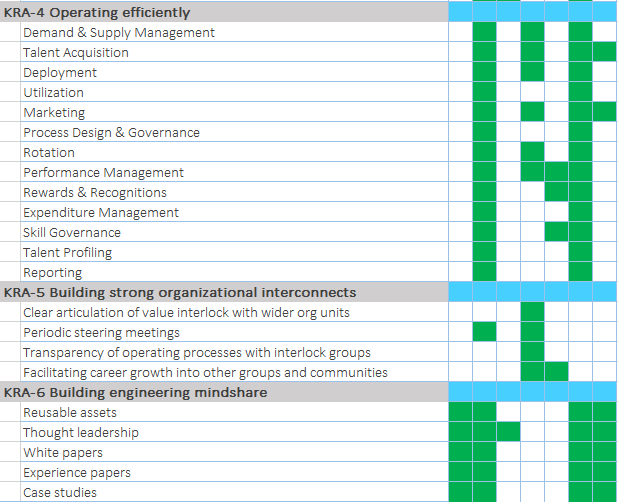 KRA-4 Operating efficiently
Demand & Supply Management
Talent Acquisition
Deployment
Utilization
Marketing
Process Design & Governance
Rotation
Performance Management
Rewards & Recognitions
Expenditure Management
Skill Governance
Talent Profiling
Reporting
KRA-5 Building strong organizational interconnects
Clear articulation of value interlock with wider org units
Periodic steering meetings
Transparency of operating processes with interlock groups
Facilitating career growth into other groups and communities
KRA-6 Building engineering mindshare
Reusable assets
Thought leadership
White papers
Experience papers
Case studies